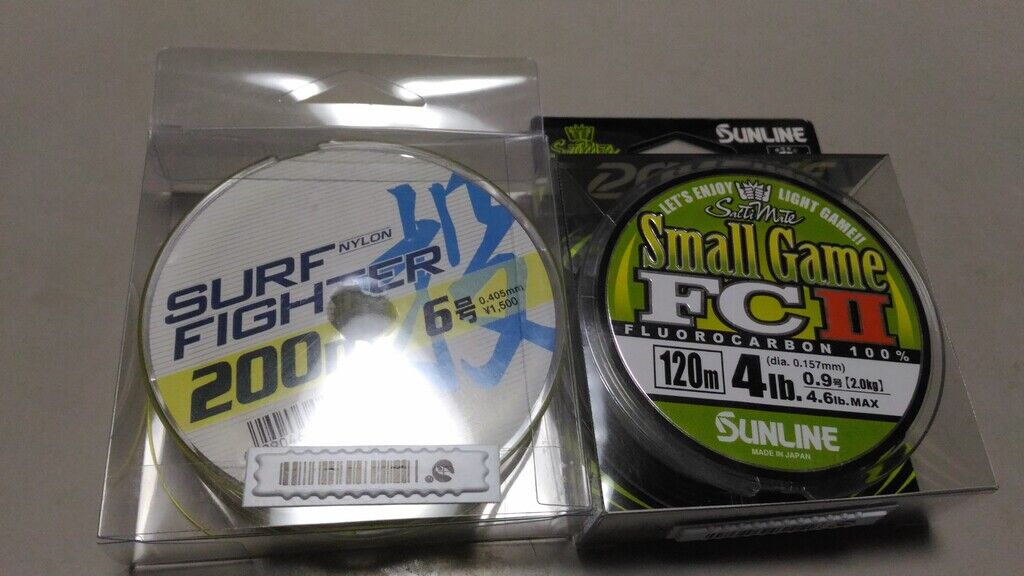 SURF NYLON
FIGHTER
投
200m
6号
0.405mm
¥1,500
SUNLINE
LET'S ENJOY LIGHT GAME!!
SaltiMate
Small Game
FC II
FLUOROCARBON 100%
120m
4lb.
(dia. 0.157mm)
0.9号 [2.0kg]
4.6lb.MAX
SUNLINE
MADE IN JAPAN